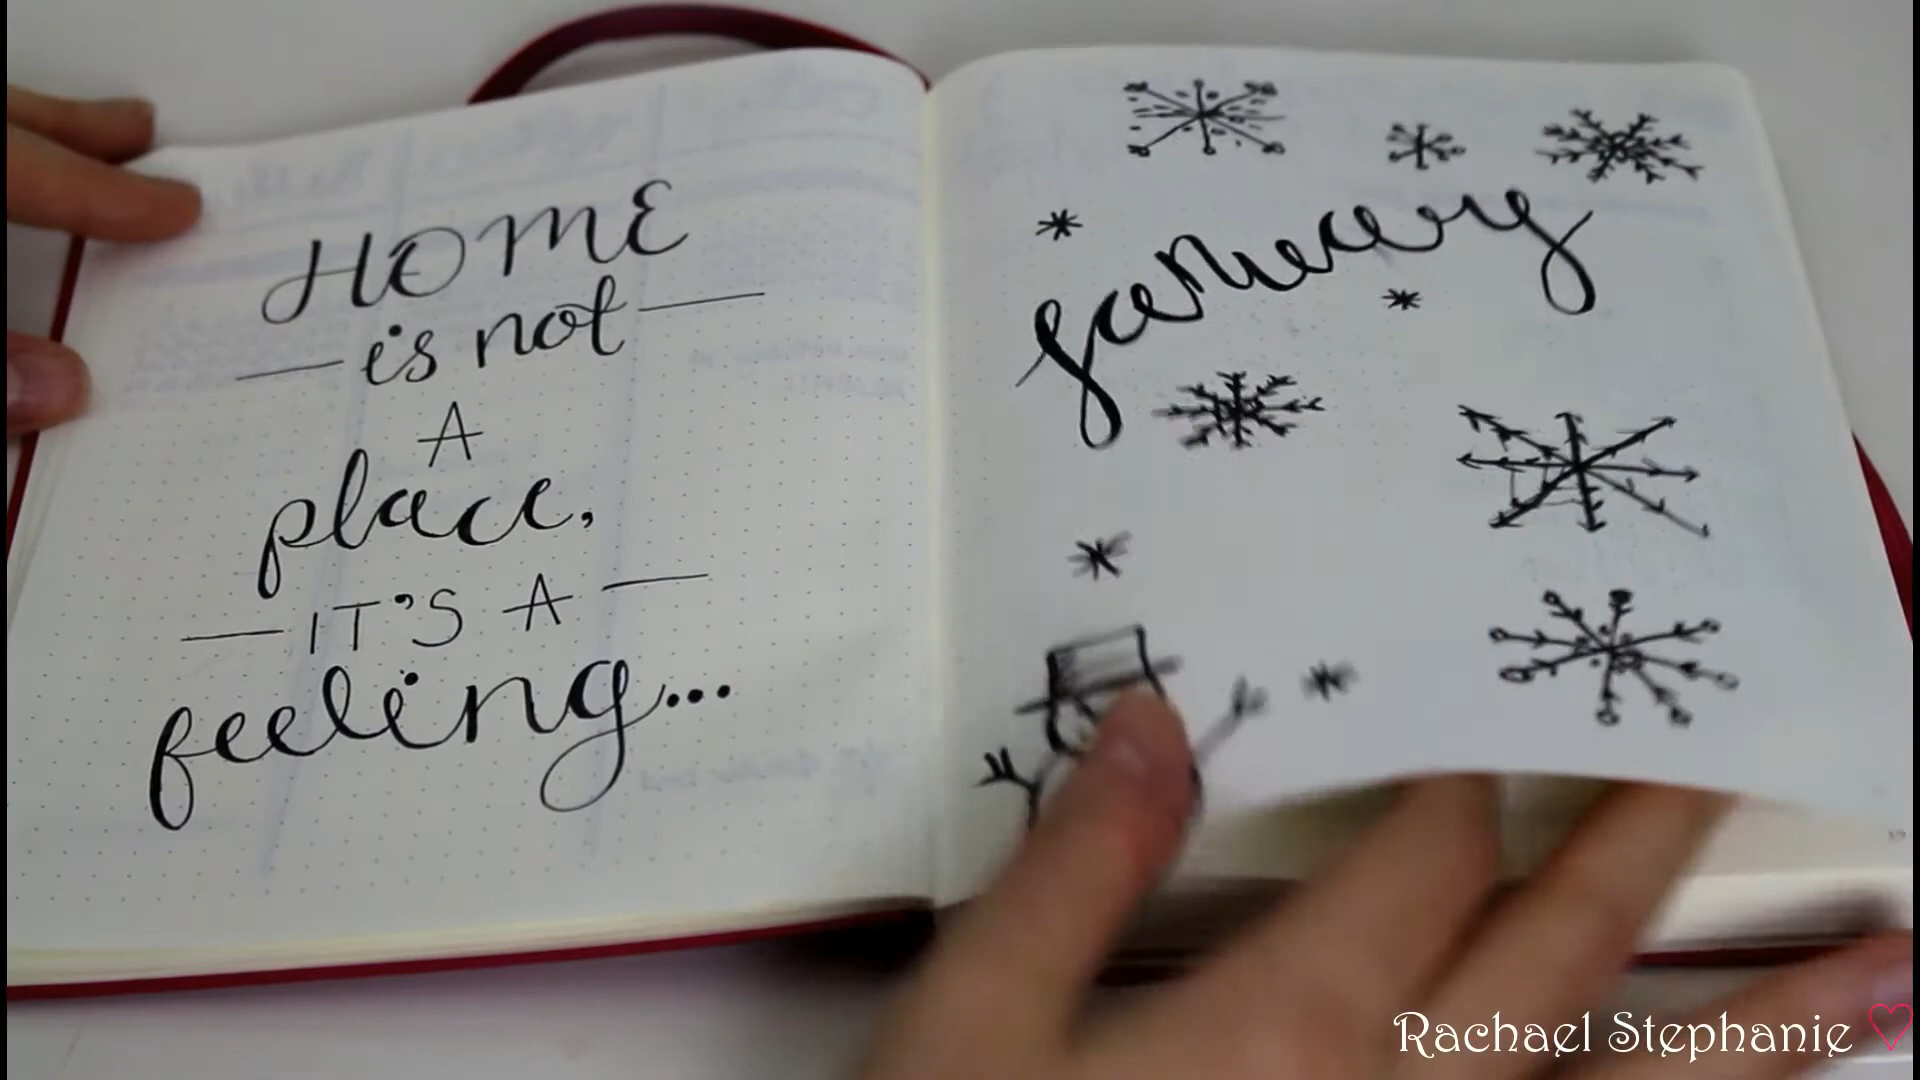 HOME
is not
A
place,
IT'S A
feeling...
January
Rachael Stephanie